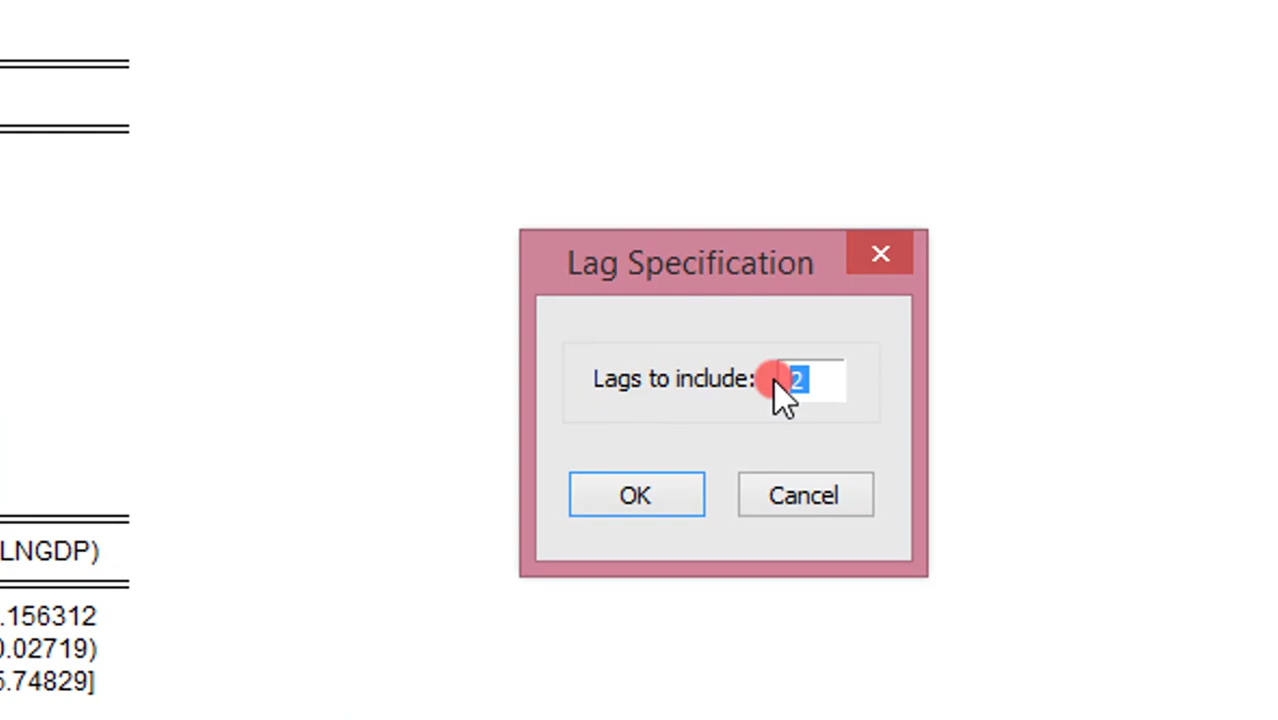 Lag Specification
Lags to include: 2
OK Cancel
LNGDP)
.156312
0.02719)
5.74829]